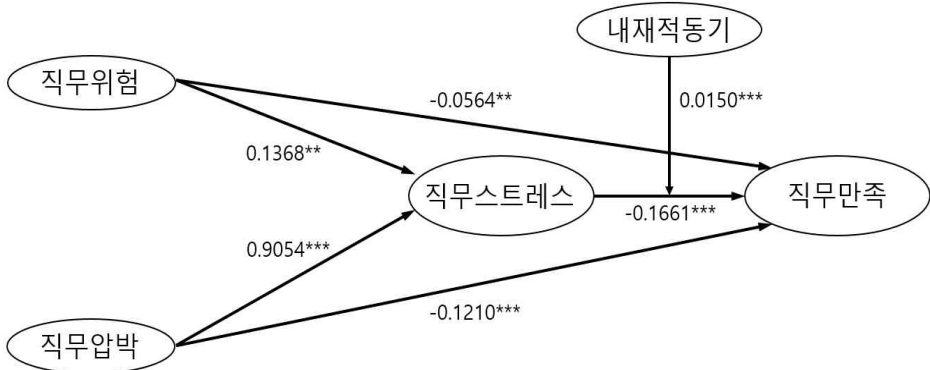 내재적동기
직무위험
-0.0564**
0.0150***
0.1368**
직무스트레스
직무만족
-0.1661***
0.9054***
-0.1210***
직무압박